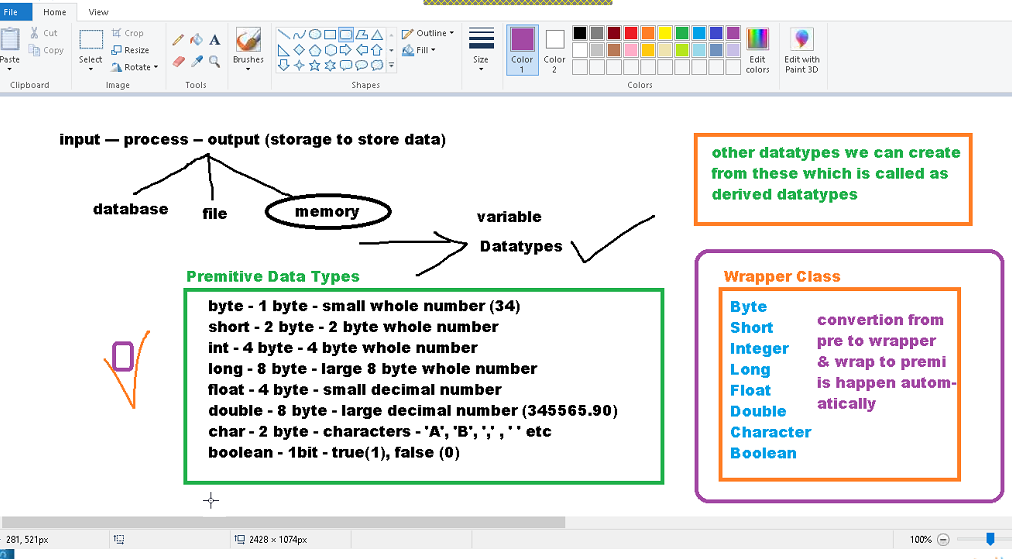 File
Home
View
Paste
Cut
Copy
Clipboard
Select
Crop
Resize
Rotate
Image
A
Tools
Brushes
Outline
Fill
Shapes
Size
Color
1
Color
2
Edit
colors
Colors
Edit with
Paint 3D
input — process – output (storage to store data)
database
file
memory
variable
Datatypes
other datatypes we can create
from these which is called as
derived datatypes
Premitive Data Types
byte - 1 byte - small whole number (34)
short - 2 byte - 2 byte whole number
int - 4 byte - 4 byte whole number
long - 8 byte - large 8 byte whole number
float - 4 byte - small decimal number
double - 8 byte - large decimal number (345565.90)
char - 2 byte - characters - 'A', 'B', ',' , ' ' etc
boolean - 1bit - true(1), false (0)
Wrapper Class
Byte
Short
Integer
Long
Float
Double
Character
Boolean
convertion from
pre to wrapper
& wrap to premi
is happen autom-
atically
281, 521px
2428 × 1074px
100%